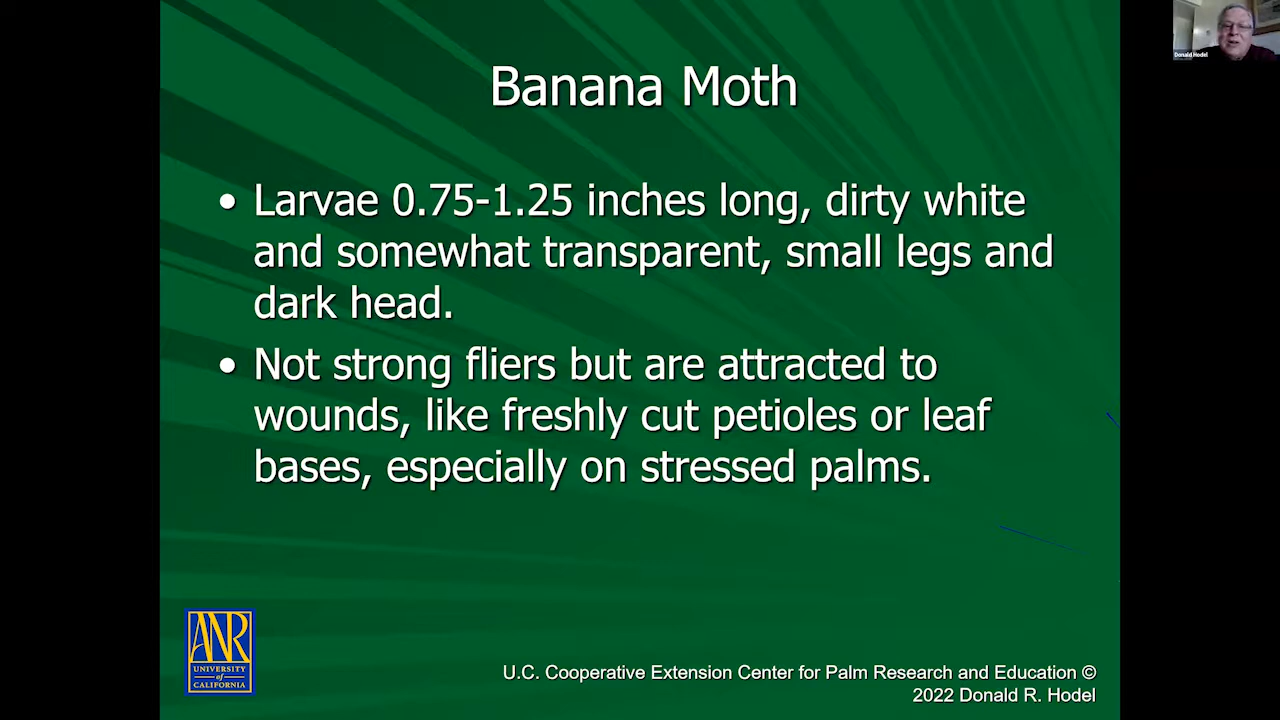 Donald Hodel
Banana Moth
• Larvae 0.75-1.25 inches long, dirty white
and somewhat transparent, small legs and
dark head.
• Not strong fliers but are attracted to
wounds, like freshly cut petioles or leaf
bases, especially on stressed palms.
ANR
UNIVERSITY
of
CALIFORNIA
U.C. Cooperative Extension Center for Palm Research and Education ©
2022 Donald R. Hodel